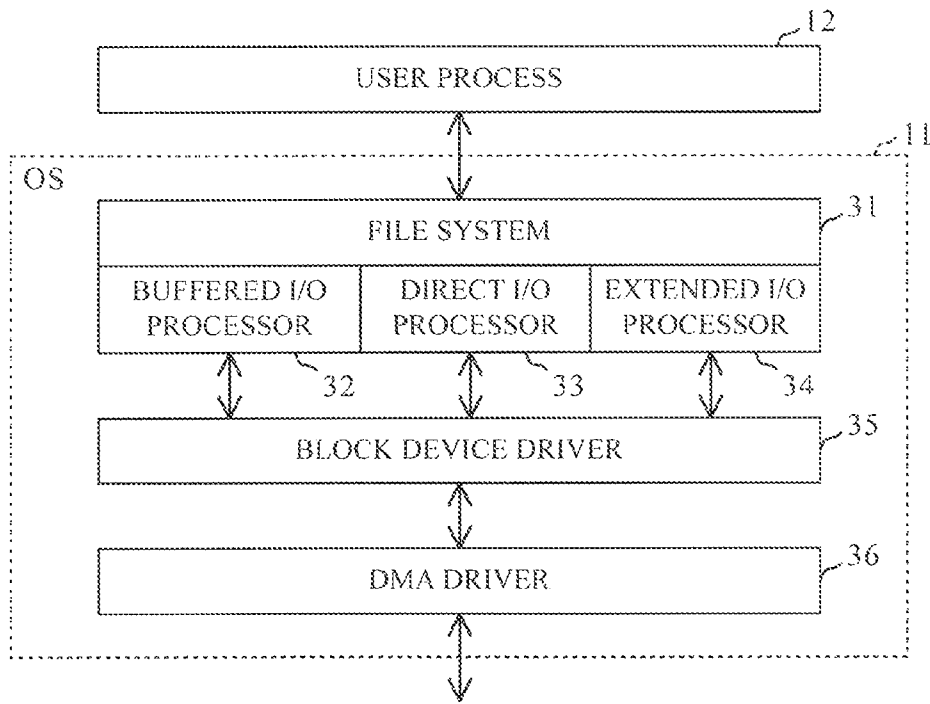 12
USER PROCESS
11
OS
31
FILE SYSTEM
BUFFERED I/O PROCESSOR
DIRECT I/O PROCESSOR
EXTENDED I/O PROCESSOR
32
33
34
35
BLOCK DEVICE DRIVER
36
DMA DRIVER